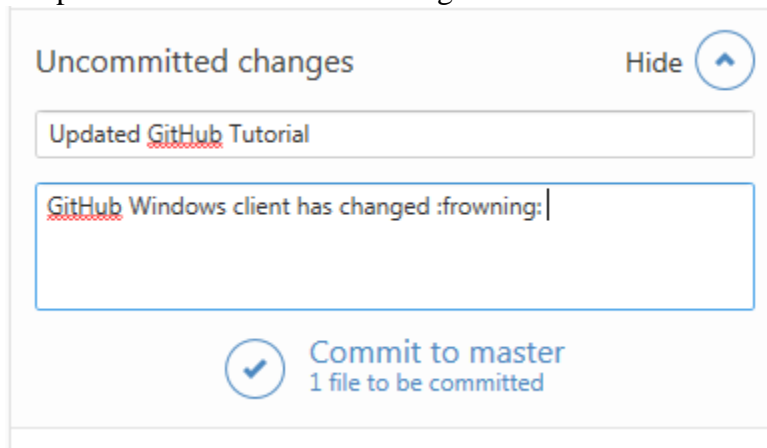 Uncommitted changes
Hide
Updated GitHub Tutorial
GitHub Windows client has changed :frowning:
Commit to master
1 file to be committed